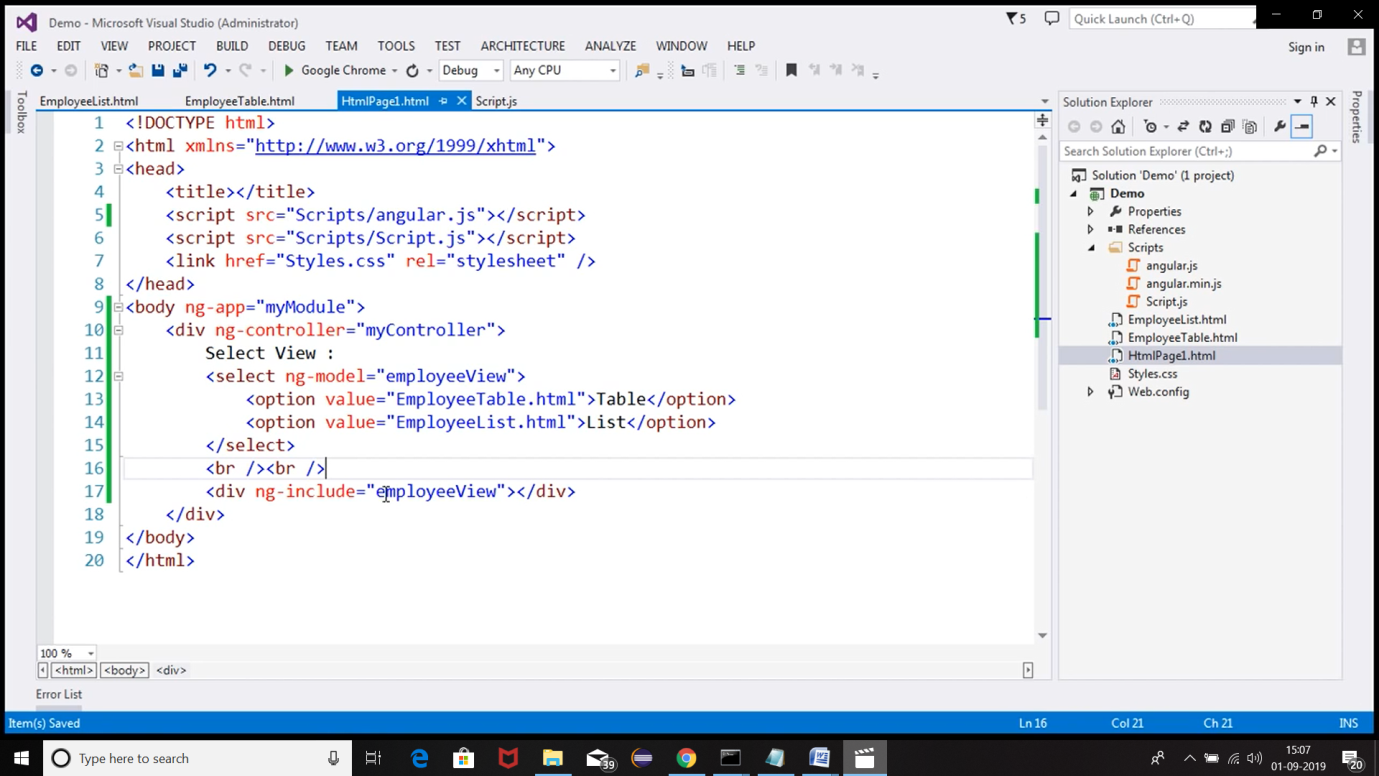 Demo - Microsoft Visual Studio (Administrator)
5
Quick Launch (Ctrl+Q)
FILE EDIT VIEW PROJECT BUILD DEBUG TEAM TOOLS TEST ARCHITECTURE ANALYZE WINDOW HELP
Sign in
Google Chrome
Debug
Any CPU
Toolbox
EmployeeList.html
EmployeeTable.html
HtmlPage1.html
Script.js
1 <!DOCTYPE html>
2 <html xmlns="http://www.w3.org/1999/xhtml">
3 <head>
4 <title></title>
5 <script src="Scripts/angular.js"></script>
6 <script src="Scripts/Script.js"></script>
7 <link href="Styles.css" rel="stylesheet" />
8 </head>
9 <body ng-app="myModule">
10 <div ng-controller="myController">
11 Select View :
12 <select ng-model="employeeView">
13 <option value="EmployeeTable.html">Table</option>
14 <option value="EmployeeList.html">List</option>
15 </select>
16 <br /><br />
17 <div ng-include="employeeView"></div>
18 </div>
19 </body>
20 </html>
100 %
<html> <body> <div>
Error List
Solution Explorer
Search Solution Explorer (Ctrl+;)
Solution 'Demo' (1 project)
Demo
Properties
References
Scripts
angular.js
angular.min.js
Script.js
EmployeeList.html
EmployeeTable.html
HtmlPage1.html
Styles.css
Web.config
Properties
Item(s) Saved
Ln 16
Col 21
Ch 21
INS
Type here to search
39
15:07
01-09-2019
20